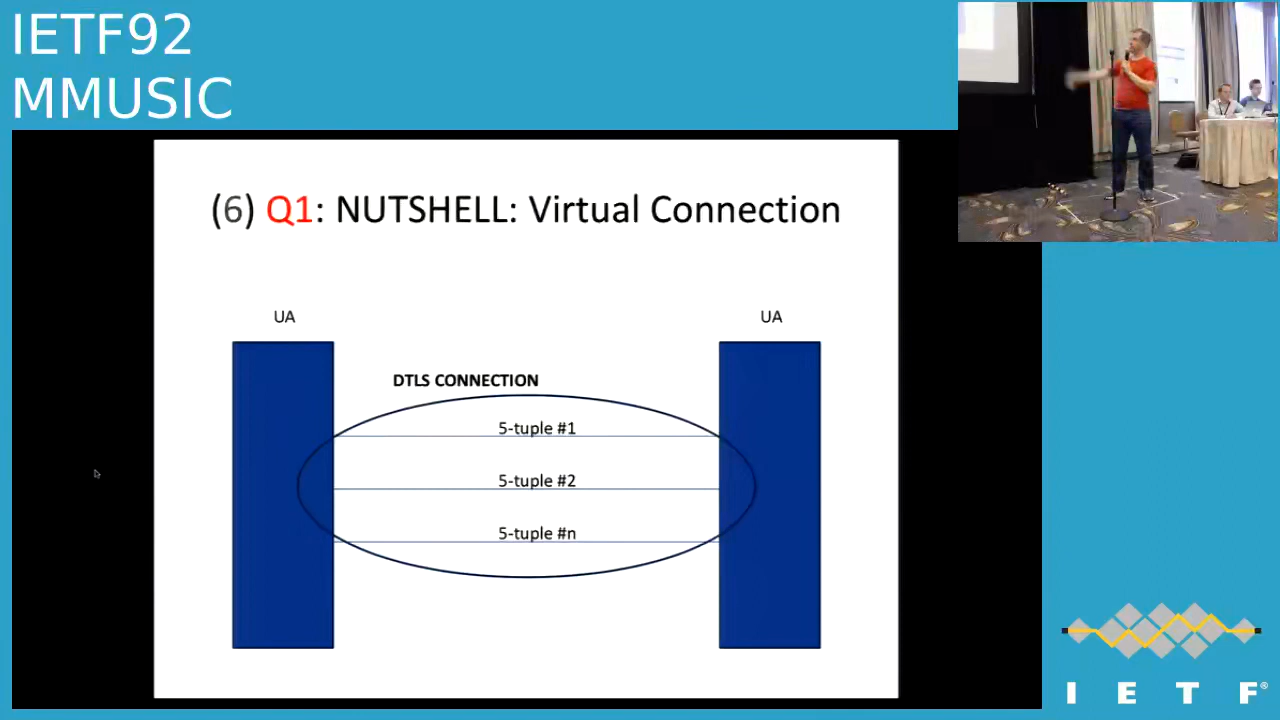 IETF92
MMUSIC
(6) Q1: NUTSHELL: Virtual Connection
UA
UA
DTLS CONNECTION
5-tuple #1
5-tuple #2
5-tuple #n
I E T F®